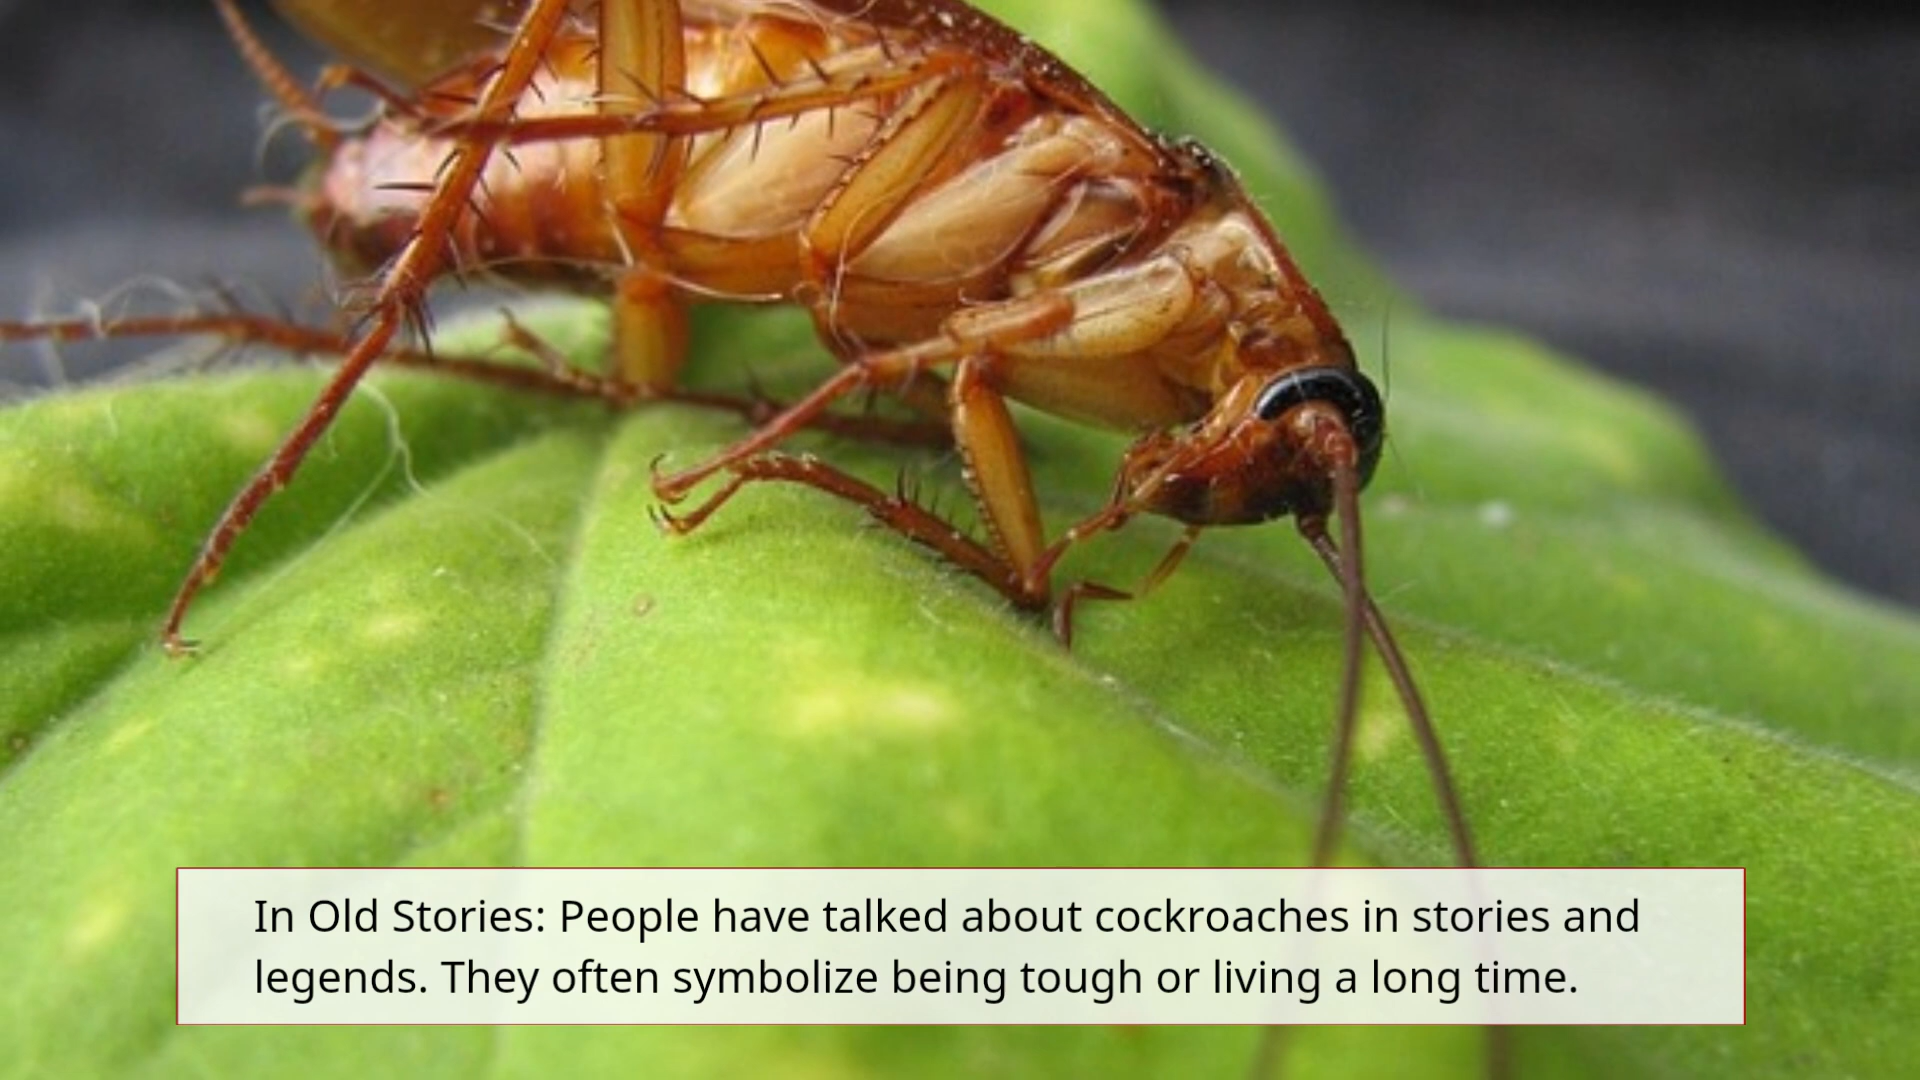 In Old Stories: People have talked about cockroaches in stories and
legends. They often symbolize being tough or living a long time.